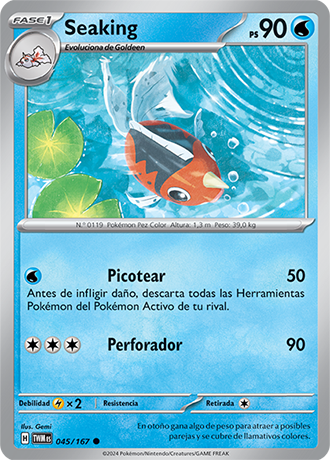 FASE 1
Seaking
PS 90
Evoluciona de Goldeen
N.º 0119 Pokémon Pez Color Altura: 1,3 m Peso: 39,0 kg
Picotear 50
Antes de infligir daño, descarta todas las Herramientas
Pokémon del Pokémon Activo de tu rival.
Perforador 90
Debilidad ×2 Resistencia Retirada
Ilus. Gemi
H TWM ES 045/167
En otoño gana algo de peso para atraer a posibles
parejas y se cubre de llamativos colores.
©2024 Pokémon/Nintendo/Creatures/GAME FREAK